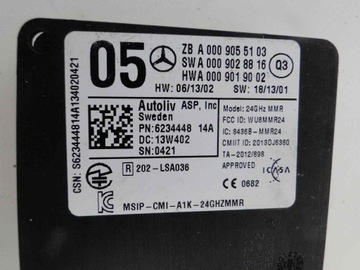 05
ZB A 000 905 51 03
SW A 000 902 88 16
HWA 000 901 90 02
Q3
HW: 06/13/02 SW: 18/13/01
Autoliv ASP, Inc
Sweden
PN:6234448 14A
DC:13W402
SN:0421
Model: 24GHz MMR
FCC ID: WU8MMR24
IC: 8436B-MMR24
CMIIT ID: 2013DJ6380
TA-2012/898
APPROVED
ICASA
CE 0682
R 202-LSA036
MSIP-CMI-A1K-24GHZMMR
CSN: S623444814A134020421